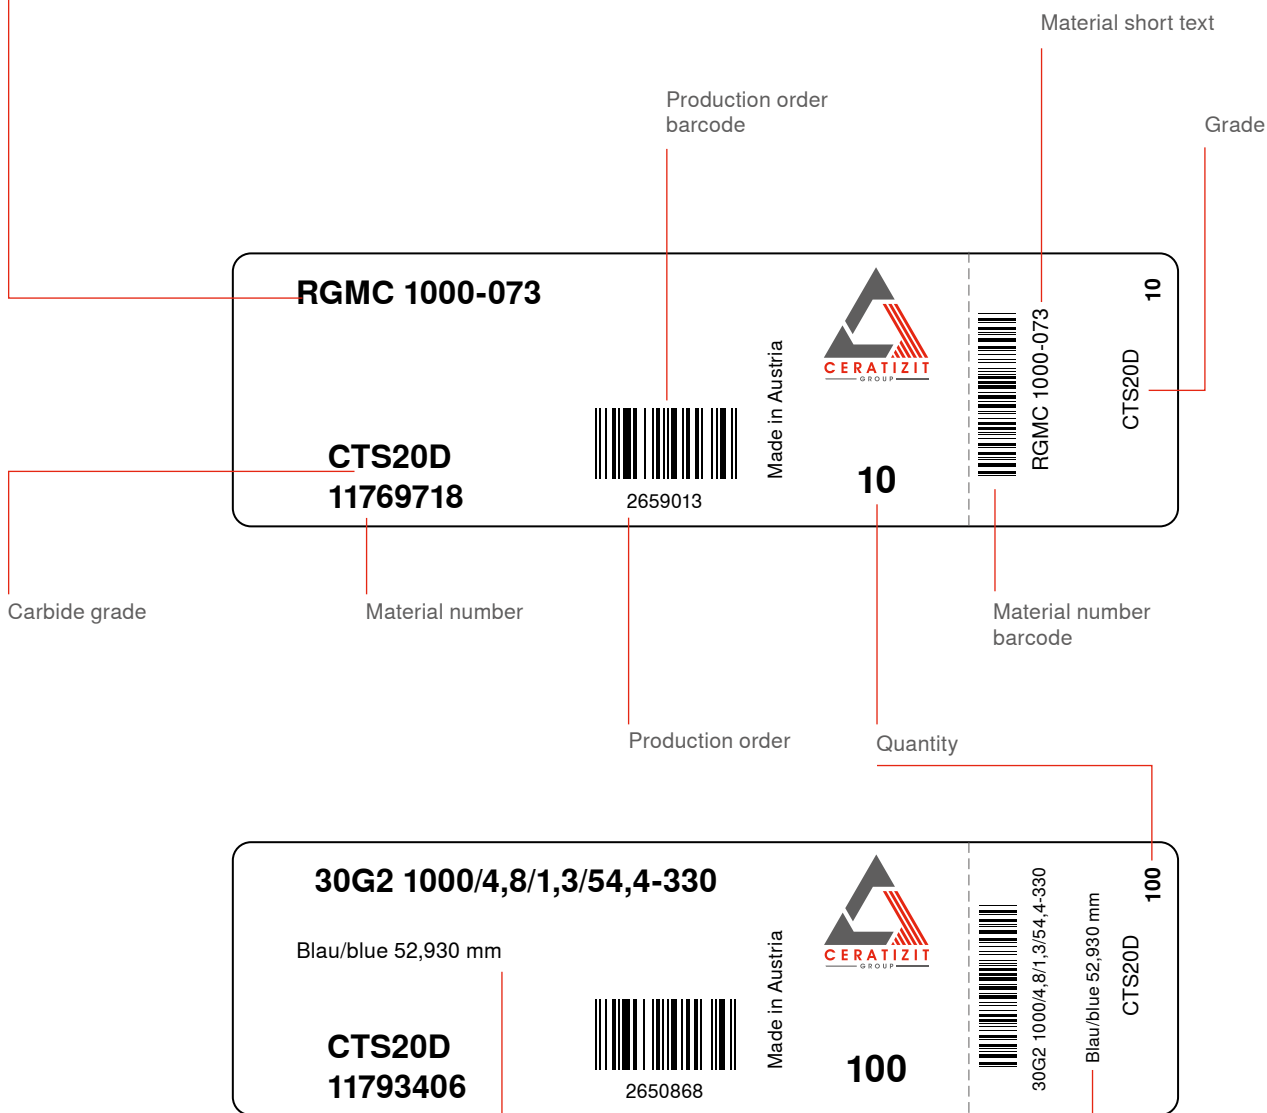 Material short text
Production order
barcode
Grade
RGMC 1000-073
CTS20D
11769718
2659013
Made in Austria
CERATIZIT
GROUP
10
RGMC 1000-073
CTS20D
10
Carbide grade
Material number
Material number
barcode
Production order
Quantity
30G2 1000/4,8/1,3/54,4-330
Blau/blue 52,930 mm
CTS20D
11793406
2650868
Made in Austria
CERATIZIT
GROUP
100
30G2 1000/4,8/1,3/54,4-330
Blau/blue 52,930 mm
CTS20D
100